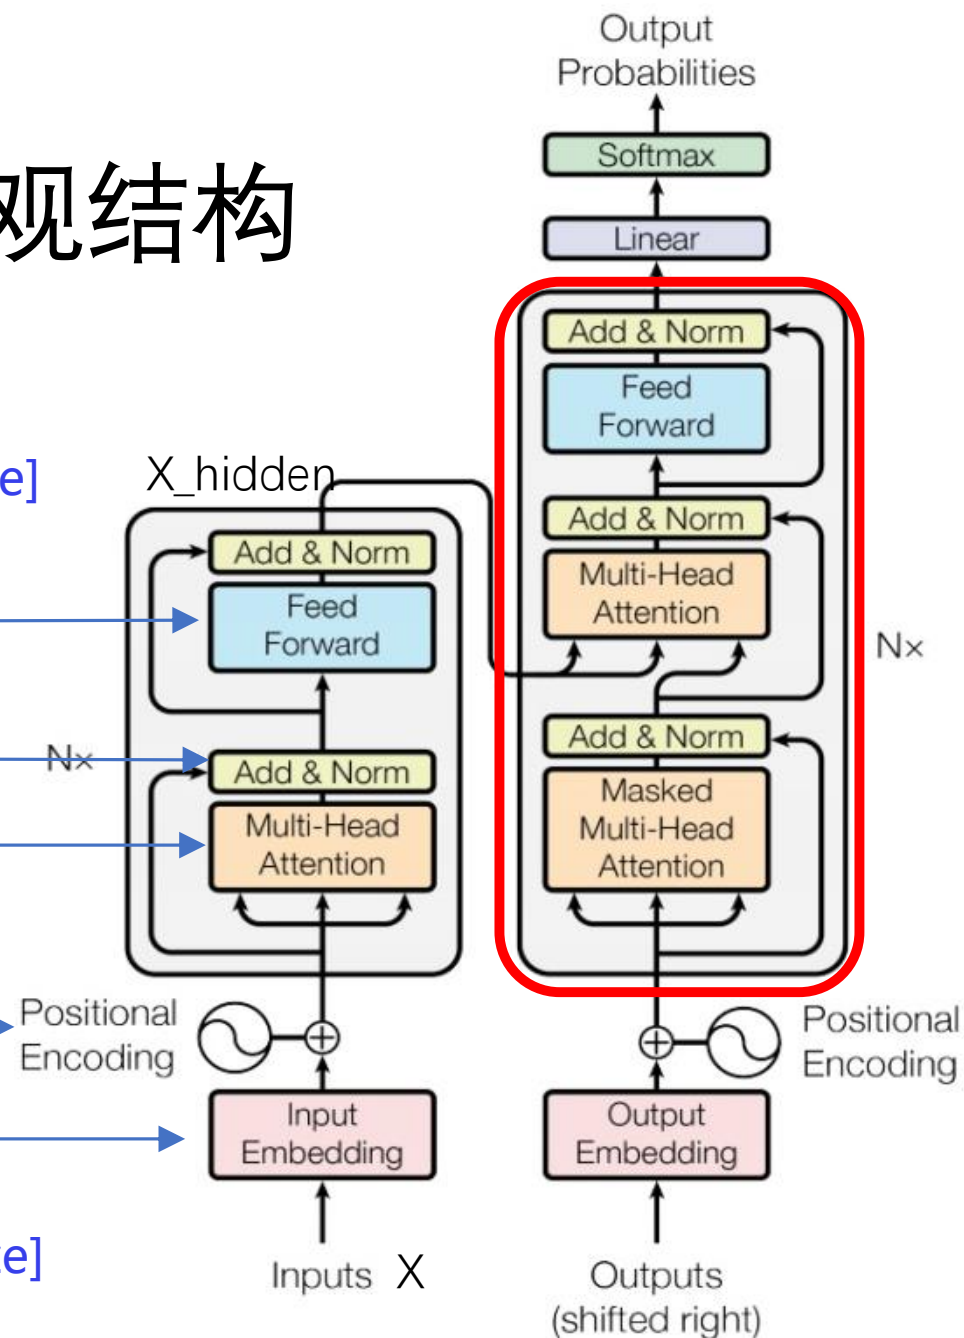 观结构
e]
X_hidden
Add & Norm
Feed
Forward
Nx
Add & Norm
Multi-Head
Attention
Positional
Encoding
Input
Embedding
Inputs X
e]
Output
Probabilities
Softmax
Linear
Add & Norm
Feed
Forward
Add & Norm
Multi-Head
Attention
Nx
Add & Norm
Masked
Multi-Head
Attention
Positional
Encoding
Output
Embedding
Outputs
(shifted right)